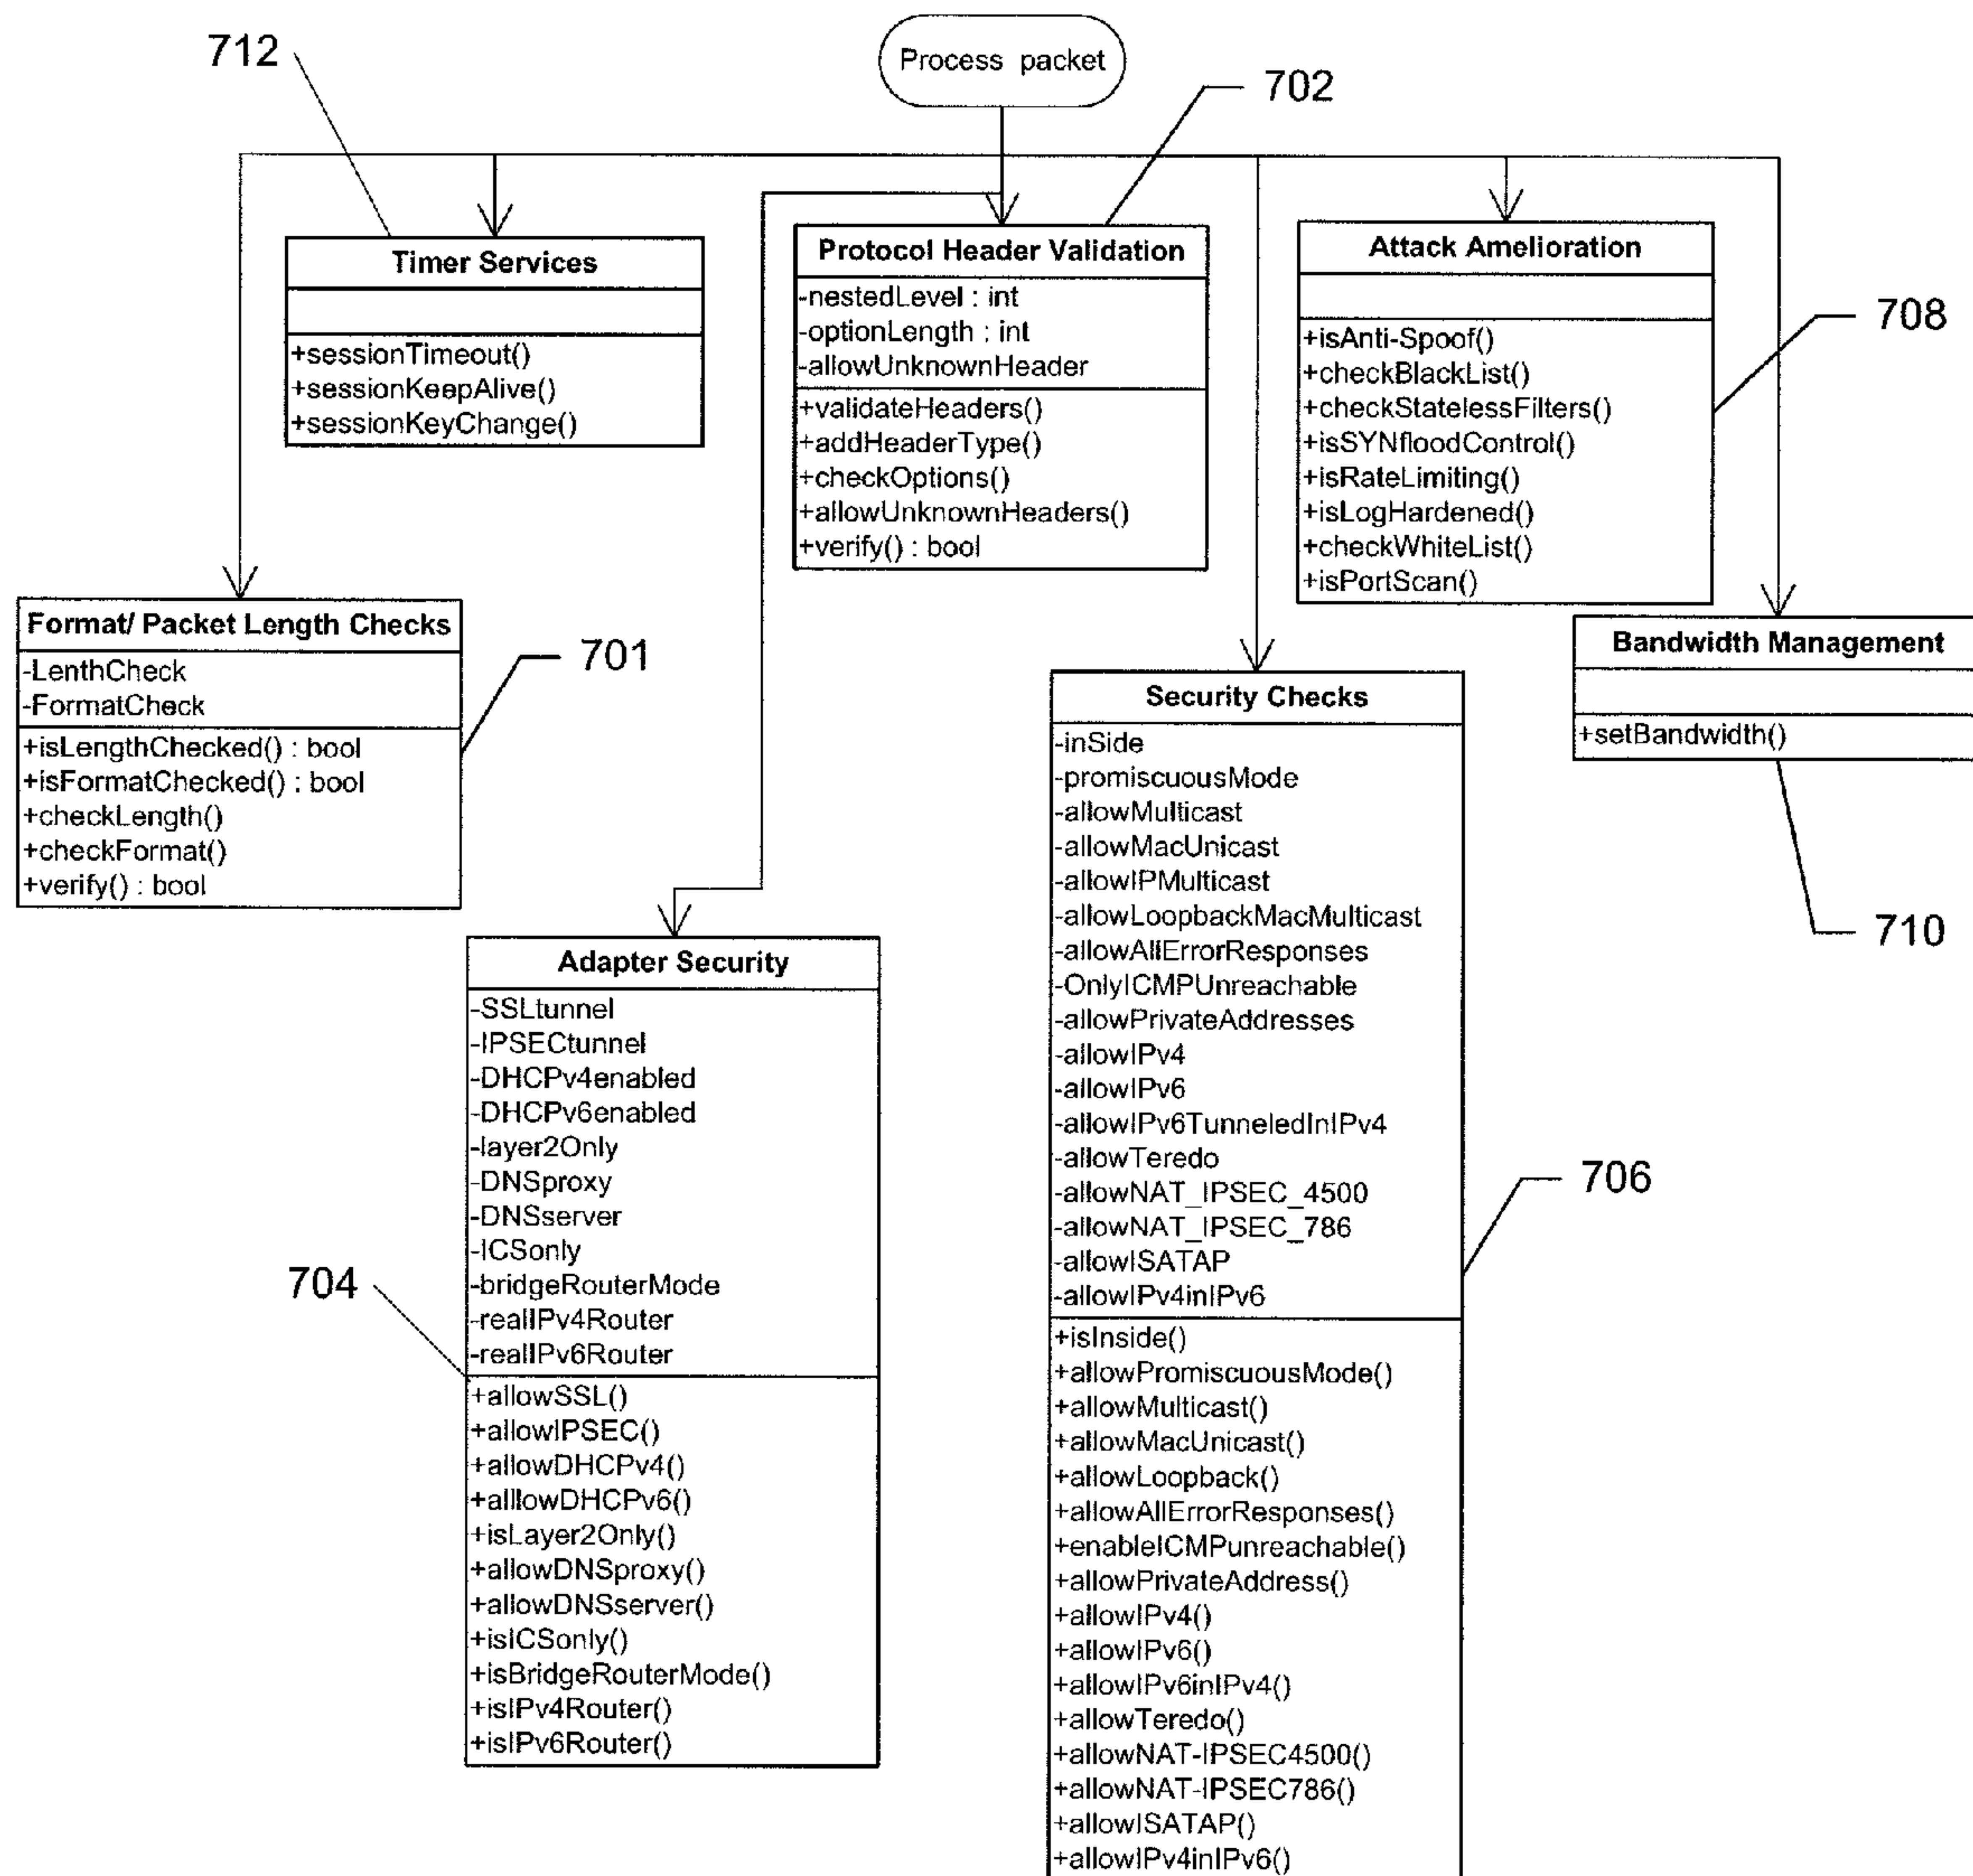 712
Process packet
702
Timer Services
+sessionTimeout()
+sessionKeepAlive()
+sessionKeyChange()
Protocol Header Validation
-nestedLevel : int
-optionLength : int
-allowUnknownHeader
+validateHeaders()
+addHeaderType()
+checkOptions()
+allowUnknownHeaders()
+verify() : bool
Attack Amelioration
+isAnti-Spoof()
+checkBlackList()
+checkStatelessFilters()
+isSYNfloodControl()
+isRateLimiting()
+isLogHardened()
+checkWhiteList()
+isPortScan()
708
Format/ Packet Length Checks
-LenthCheck
-FormatCheck
+isLengthChecked() : bool
+isFormatChecked() : bool
+checkLength()
+checkFormat()
+verify() : bool
701
Bandwidth Management
+setBandwidth()
710
Adapter Security
-SSLtunnel
-IPSECtunnel
-DHCPv4enabled
-DHCPv6enabled
-layer2Only
-DNSproxy
-DNSserver
-ICSonly
-bridgeRouterMode
-realIPv4Router
-realIPv6Router
+allowSSL()
+allowIPSEC()
+allowDHCPv4()
+alllowDHCPv6()
+isLayer2Only()
+allowDNSproxy()
+allowDNSserver()
+isICSonly()
+isBridgeRouterMode()
+isIPv4Router()
+isIPv6Router()
704
Security Checks
-inSide
-promiscuousMode
-allowMulticast
-allowMacUnicast
-allowIPMulticast
-allowLoopbackMacMulticast
-allowAllErrorResponses
-OnlyICMPUnreachable
-allowPrivateAddresses
-allowIPv4
-allowIPv6
-allowIPv6TunneledInIPv4
-allowTeredo
-allowNAT_IPSEC_4500
-allowNAT_IPSEC_786
-allowISATAP
-allowIPv4inIPv6
+isInside()
+allowPromiscuousMode()
+allowMulticast()
+allowMacUnicast()
+allowLoopback()
+allowAllErrorResponses()
+enableICMPunreachable()
+allowPrivateAddress()
+allowIPv4()
+allowIPv6()
+allowIPv6inIPv4()
+allowTeredo()
+allowNAT-IPSEC4500()
+allowNAT-IPSEC786()
+allowISATAP()
+allowIPv4inIPv6()
706